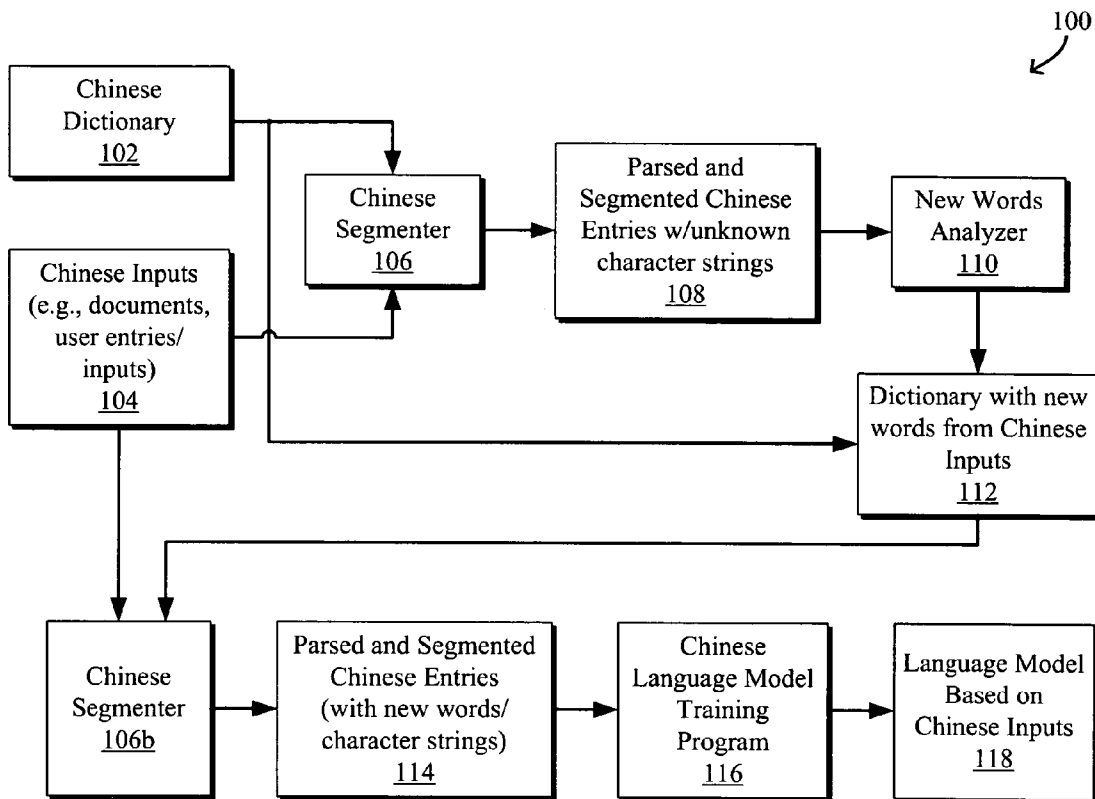 100
Chinese
Dictionary
102
Chinese Inputs
(e.g., documents,
user entries/
inputs)
104
Chinese
Segmenter
106
Parsed and
Segmented Chinese
Entries w/unknown
character strings
108
New Words
Analyzer
110
Dictionary with new
words from Chinese
Inputs
112
Chinese
Segmenter
106b
Parsed and Segmented
Chinese Entries
(with new words/
character strings)
114
Chinese
Language Model
Training
Program
116
Language Model
Based on
Chinese Inputs
118